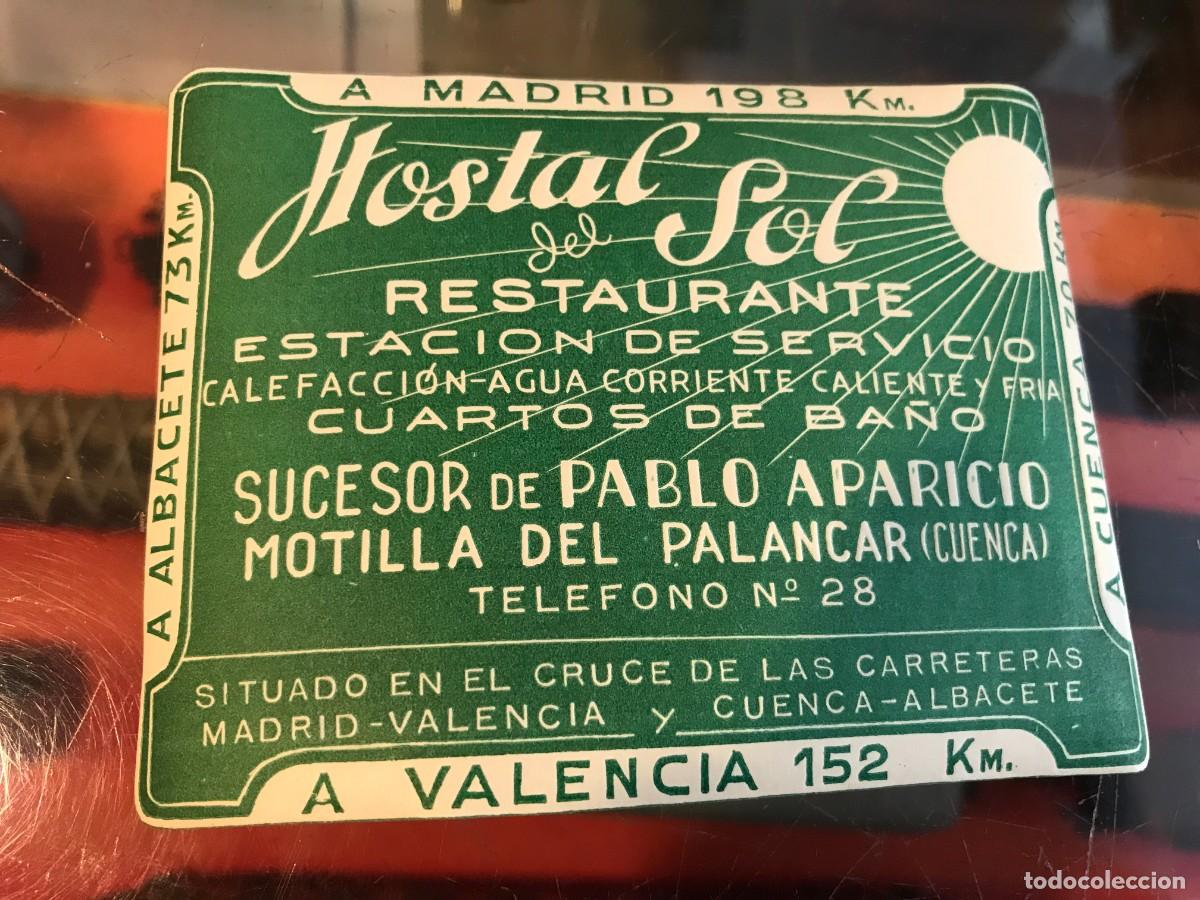 A MADRID 198 Km.
Hostal
del Sol
RESTAURANTE
ESTACION DE SERVICIO
CALEFACCIÓN-AGUA CORRIENTE CALIENTE Y FRIA
CUARTOS DE BAÑO
SUCESOR DE PABLO APARICIO
MOTILLA DEL PALANCAR (CUENCA)
TELEFONO Nº 28
SITUADO EN EL CRUCE DE LAS CARRETERAS
MADRID-VALENCIA Y CUENCA-ALBACETE
A VALENCIA 152 Km.
A ALBACETE 73 Km.
A CUENCA 70 Km.
todocoleccion